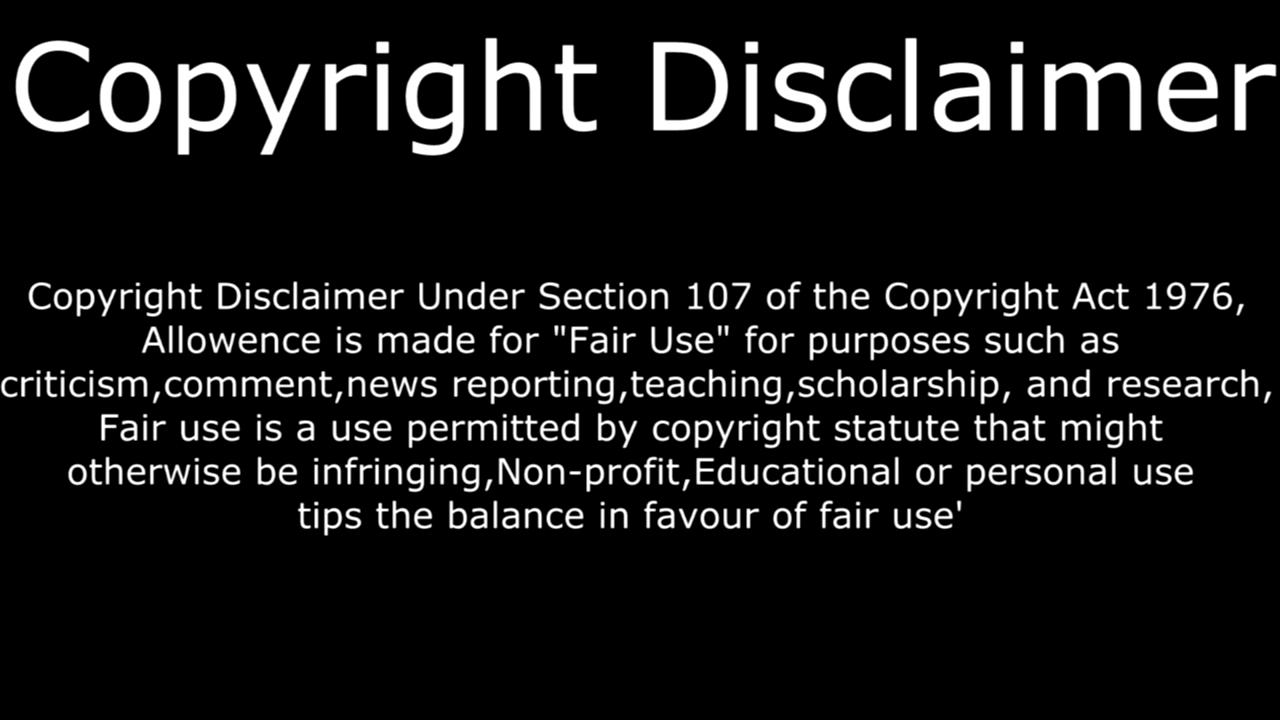 Copyright Disclaimer
Copyright Disclaimer Under Section 107 of the Copyright Act 1976,
Allowence is made for "Fair Use" for purposes such as
criticism,comment,news reporting,teaching,scholarship, and research,
Fair use is a use permitted by copyright statute that might
otherwise be infringing,Non-profit,Educational or personal use
tips the balance in favour of fair use'